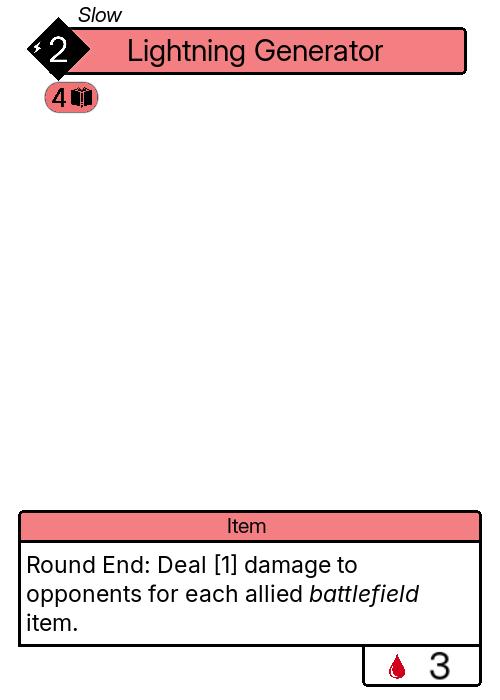 Slow
2
Lightning Generator
4
Item
Round End: Deal [1] damage to
opponents for each allied battlefield
item.
3